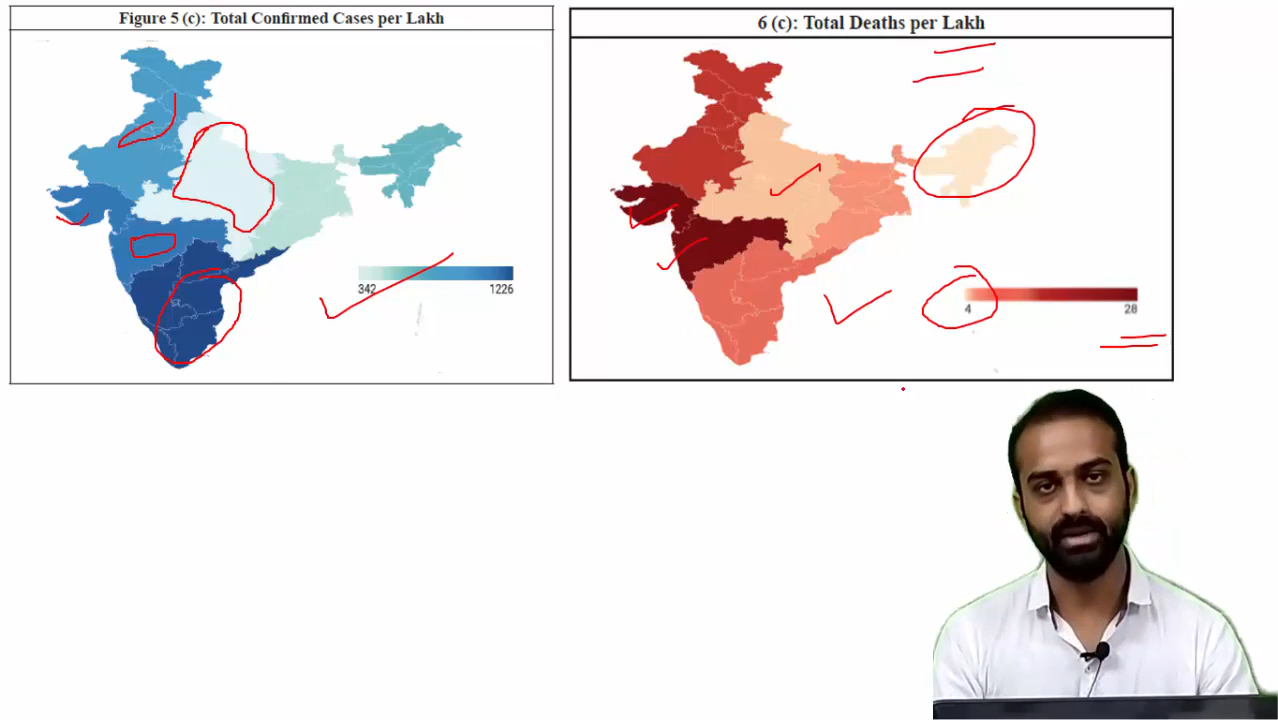 Figure 5 (c): Total Confirmed Cases per Lakh
342
1226
6 (c): Total Deaths per Lakh
4
28